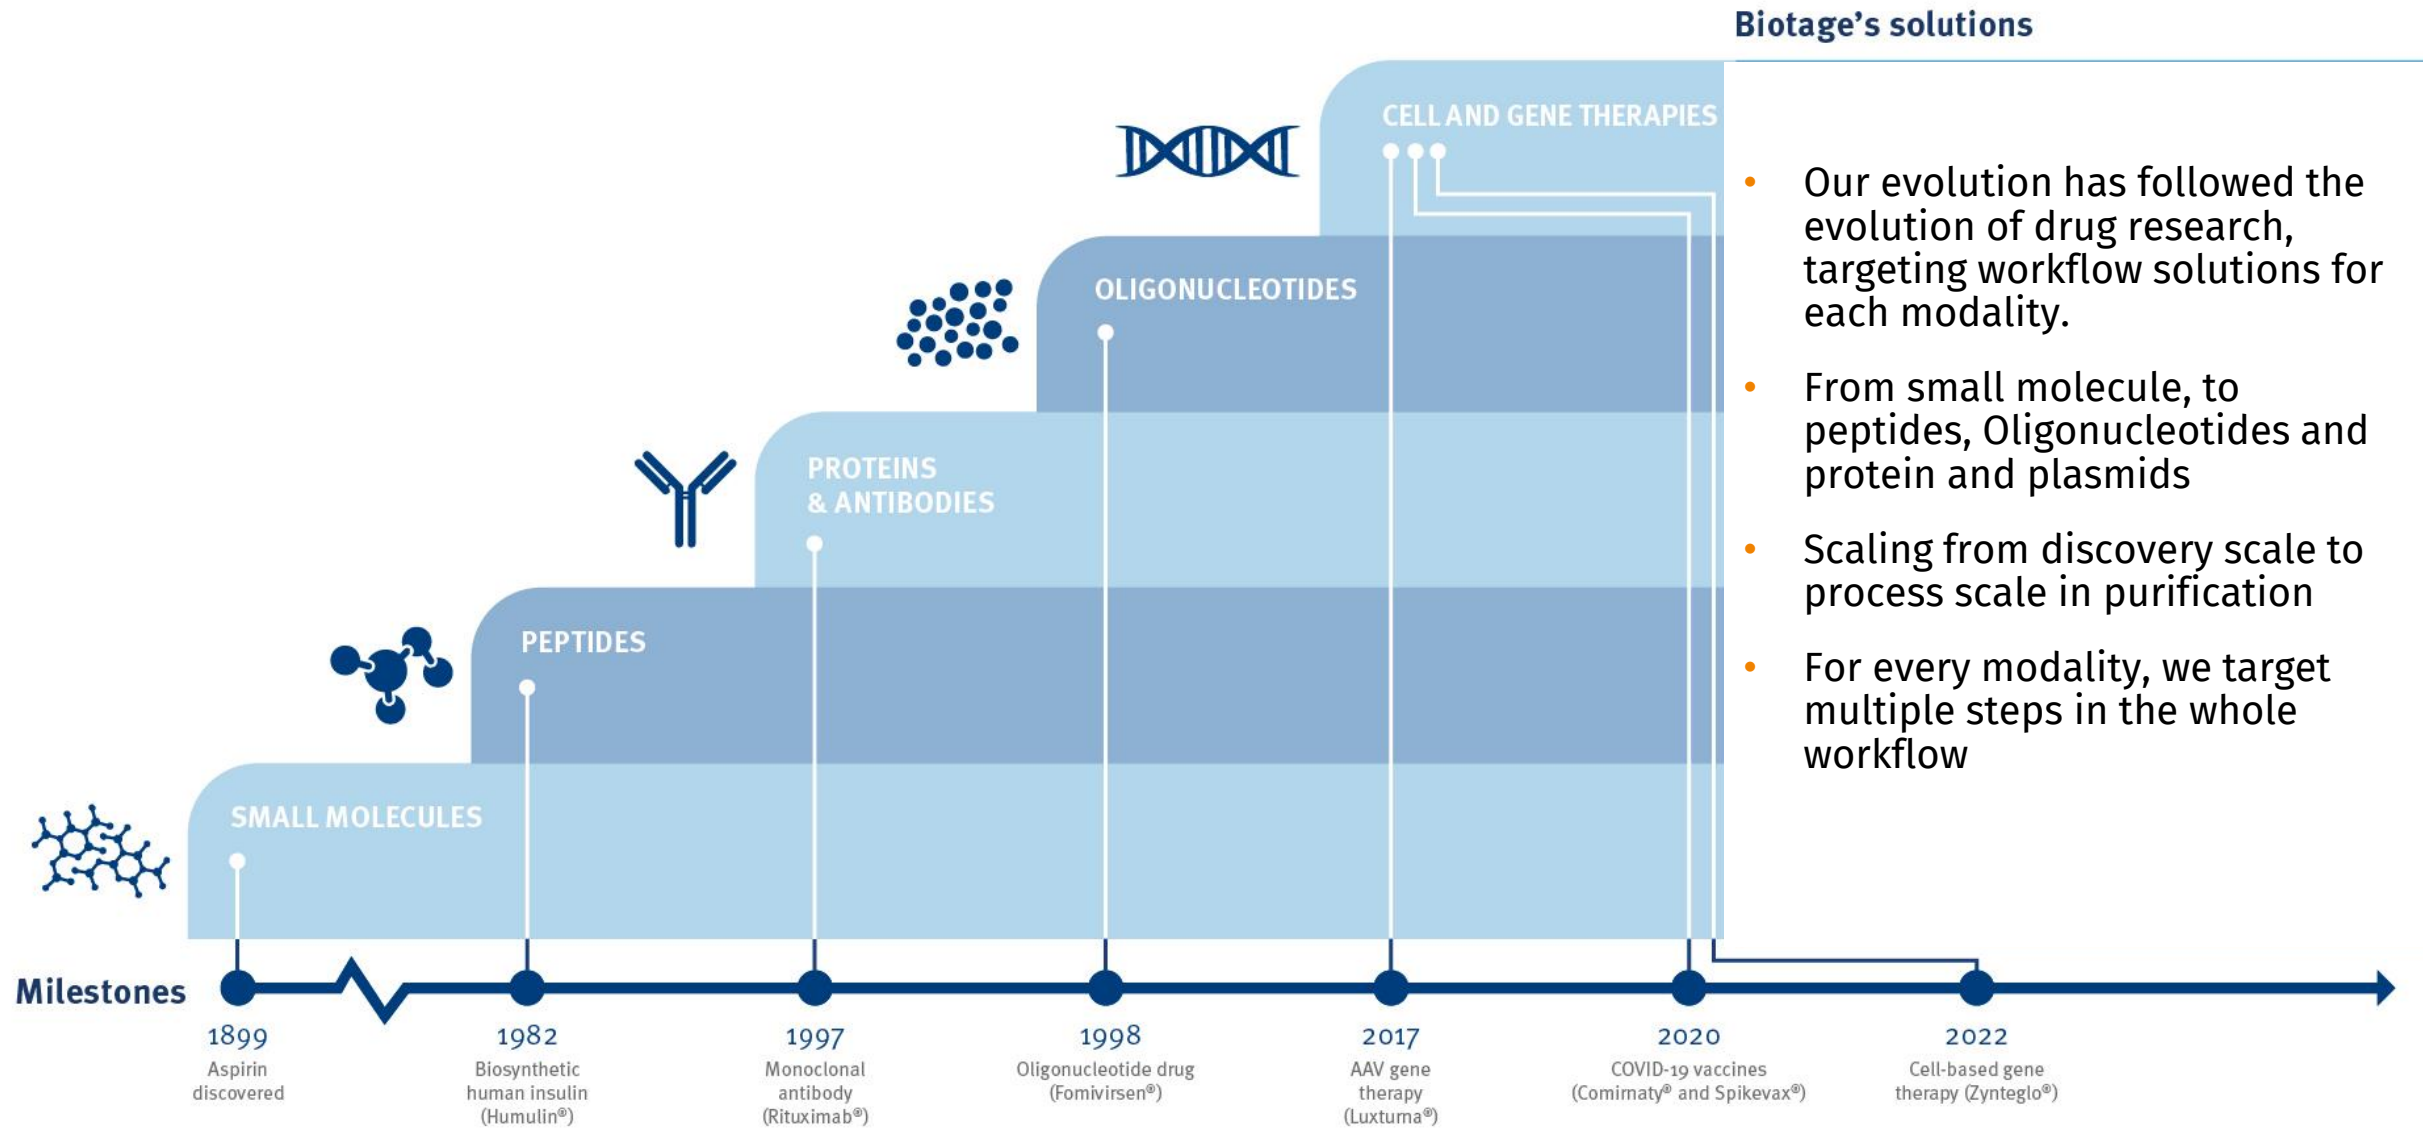 Biotage's solutions
CELL AND GENE THERAPIES
OLIGONUCLEOTIDES
PROTEINS
& ANTIBODIES
PEPTIDES
SMALL MOLECULES
• Our evolution has followed the
evolution of drug research,
targeting workflow solutions for
each modality.
• From small molecule, to
peptides, Oligonucleotides and
protein and plasmids
• Scaling from discovery scale to
process scale in purification
• For every modality, we target
multiple steps in the whole
workflow
Milestones
1899
Aspirin
discovered
1982
Biosynthetic
human insulin
(Humulin®)
1997
Monoclonal
antibody
(Rituximab®)
1998
Oligonucleotide drug
(Fomivirsen®)
2017
AAV gene
therapy
(Luxturna®)
2020
COVID-19 vaccines
(Comirnaty® and Spikevax®)
2022
Cell-based gene
therapy (Zynteglo®)